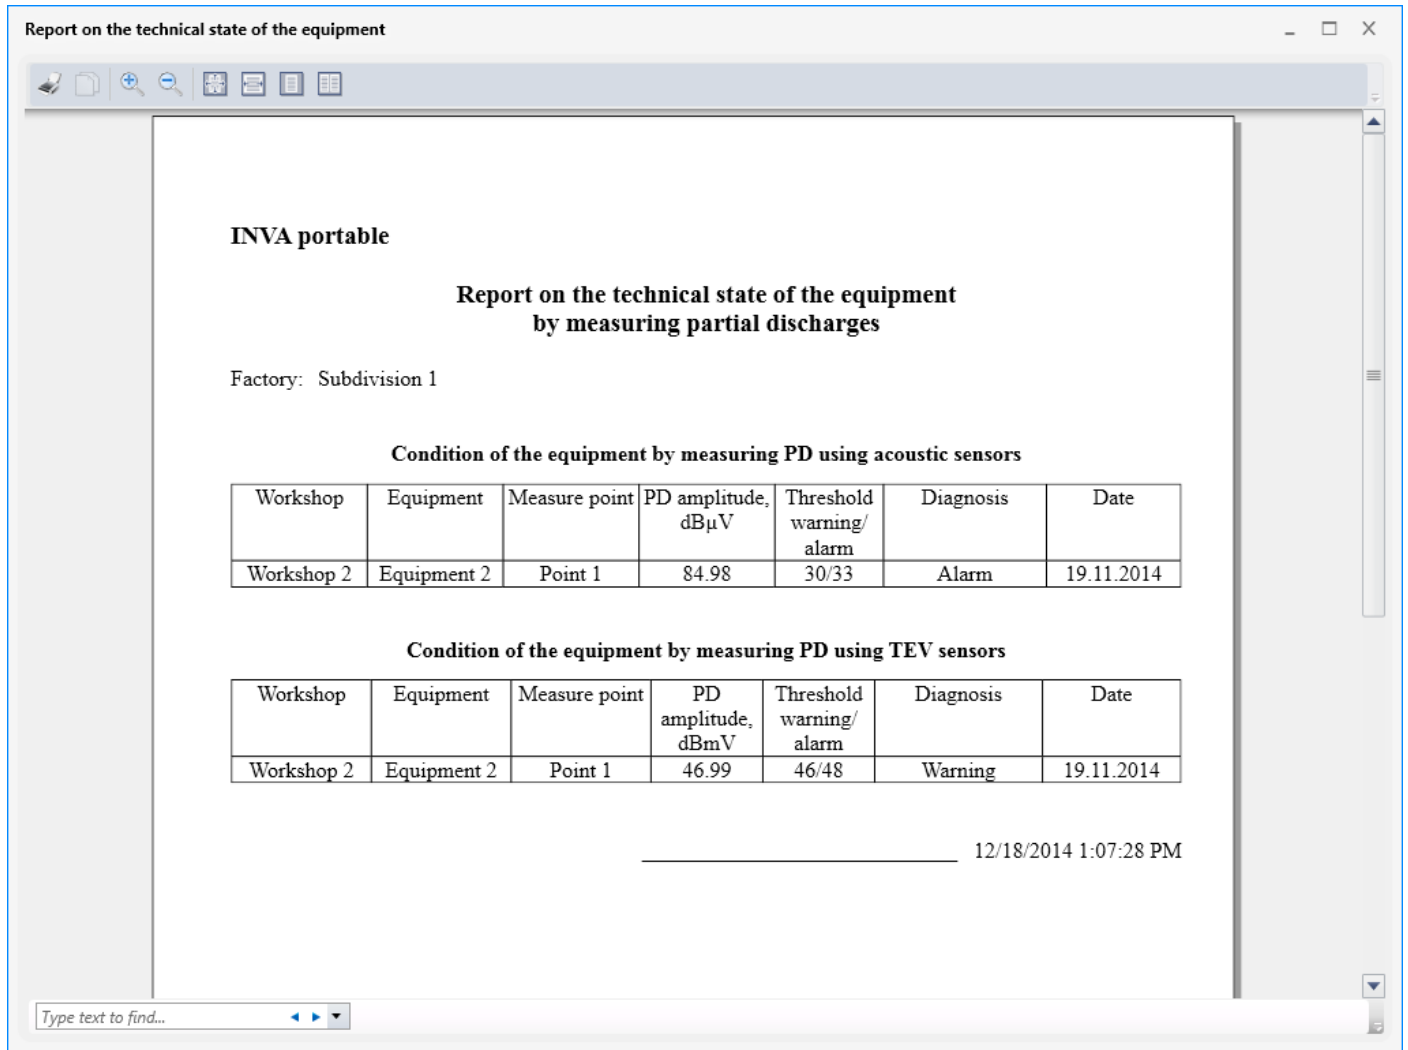 Report on the technical state of the equipment
INVA portable
Report on the technical state of the equipment
by measuring partial discharges
Factory: Subdivision 1
Condition of the equipment by measuring PD using acoustic sensors
Workshop Equipment Measure point PD amplitude, dBµV Threshold warning/ alarm Diagnosis Date
Workshop 2 Equipment 2 Point 1 84.98 30/33 Alarm 19.11.2014
Condition of the equipment by measuring PD using TEV sensors
Workshop Equipment Measure point PD amplitude, dBmV Threshold warning/ alarm Diagnosis Date
Workshop 2 Equipment 2 Point 1 46.99 46/48 Warning 19.11.2014
12/18/2014 1:07:28 PM
Type text to find...